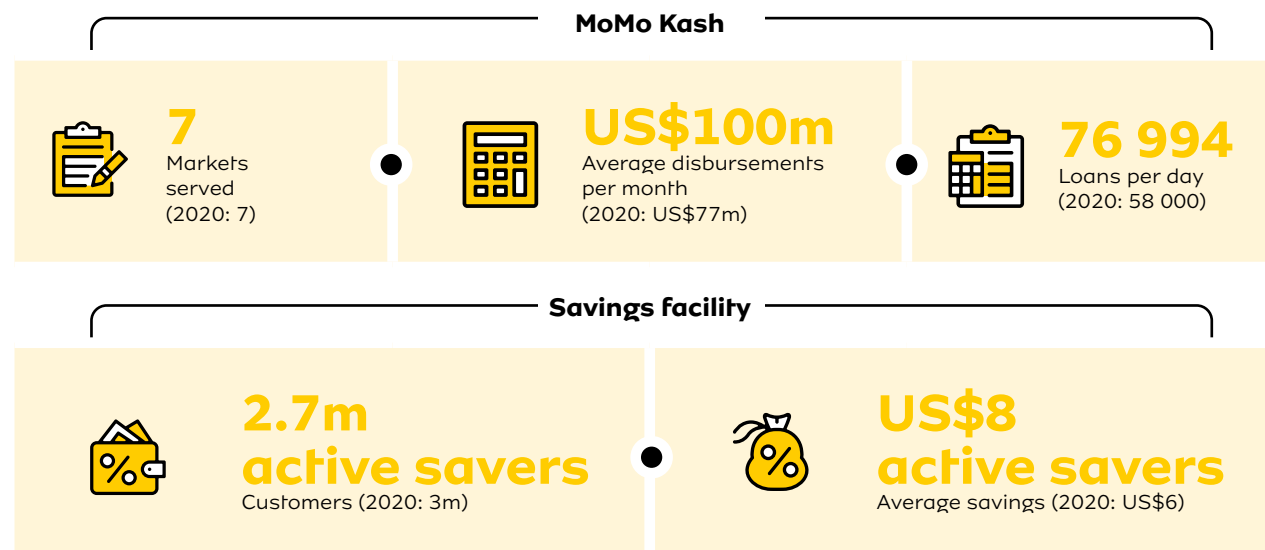 MoMo Kash
7
Markets
served
(2020: 7)
US$100m
Average disbursements
per month
(2020: US$77m)
76 994
Loans per day
(2020: 58 000)
Savings facility
2.7m
active savers
Customers (2020: 3m)
US$8
active savers
Average savings (2020: US$6)